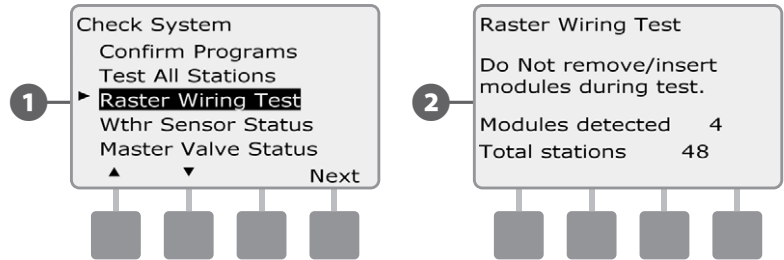 1
Check System
Confirm Programs
Test All Stations
Raster Wiring Test
Wthr Sensor Status
Master Valve Status
Next
2
Raster Wiring Test
Do Not remove/insert
modules during test.
Modules detected 4
Total stations 48